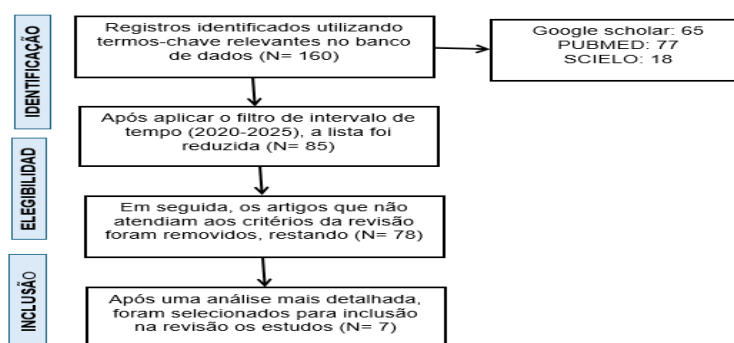 IDENTIFICAÇÃO
Registros identificados utilizando
termos-chave relevantes no banco
de dados (N= 160)
Google scholar: 65
PUBMED: 77
SCIELO: 18
Após aplicar o filtro de intervalo de
tempo (2020-2025), a lista foi
reduzida (N= 85)
ELEGIBILIDAD
Em seguida, os artigos que não
atendiam aos critérios da revisão
foram removidos, restando (N= 78)
INCLUSÃO
Após uma análise mais detalhada,
foram selecionados para inclusão
na revisão os estudos (N= 7)